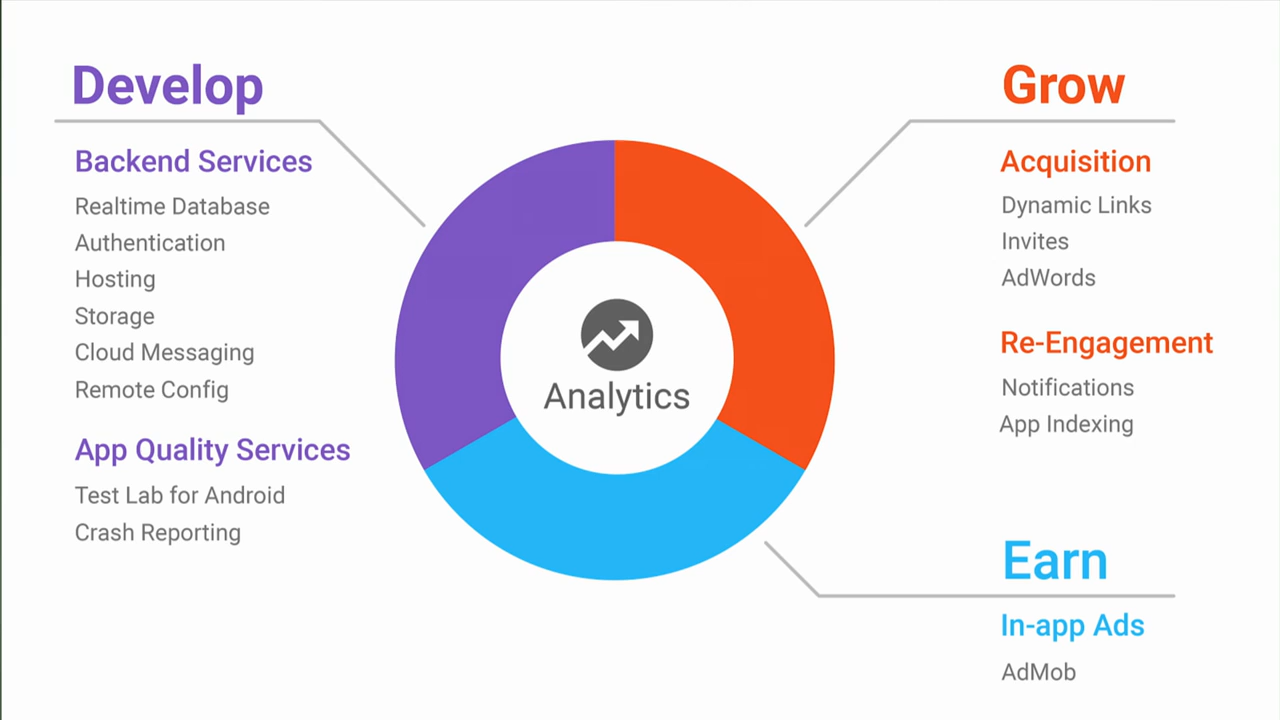 Develop
Backend Services
Realtime Database
Authentication
Hosting
Storage
Cloud Messaging
Remote Config
App Quality Services
Test Lab for Android
Crash Reporting
Analytics
Grow
Acquisition
Dynamic Links
Invites
AdWords
Re-Engagement
Notifications
App Indexing
Earn
In-app Ads
AdMob